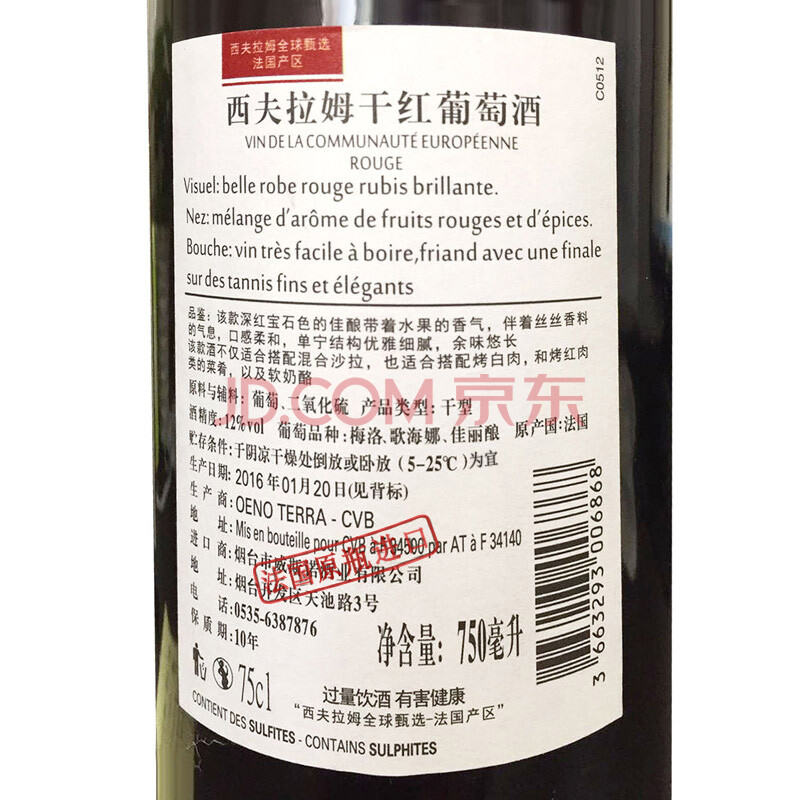 西夫拉姆全球甄选
法国产区
C0512
西夫拉姆干红葡萄酒
VIN DE LA COMMUNAUTÉ EUROPÉENNE
ROUGE
Visuel: belle robe rouge rubis brillante.
Nez: mélange d'arôme de fruits rouges et d'épices.
Bouche: vin très facile à boire,friand avec une finale
sur des tannis fins et élégants
品鉴：该款深红宝石色的佳酿带着水果的香气，伴着丝丝香料
的气息，口感柔和，单宁结构优雅细腻，余味悠长
该款酒不仅适合搭配混合沙拉，也适合搭配烤白肉，和烤红肉
类的菜肴，以及软奶酪
JD.COM 京东
原料与辅料：葡萄、二氧化硫 产品类型：干型
酒精度：12%vol 葡萄品种：梅洛、歌海娜、佳丽酿 原产国：法国
贮存条件：于阴凉干燥处倒放或卧放（5-25℃）为宜
生产日期：2016年01月20日(见背标)
生产商：OENO TERRA - CVB
地址：Mis en bouteille pour CVB à F 34500 par AT à F 34140
进口商：烟台市业有限公司
地址：烟台开发区天池路3号
电话：0535-6387876
保质期：10年
法国原瓶进口
净含量：750毫升
3663293006868
75cl
过量饮酒 有害健康
"西夫拉姆全球甄选-法国产区"
CONTIENT DES SULFITES - CONTAINS SULPHITES